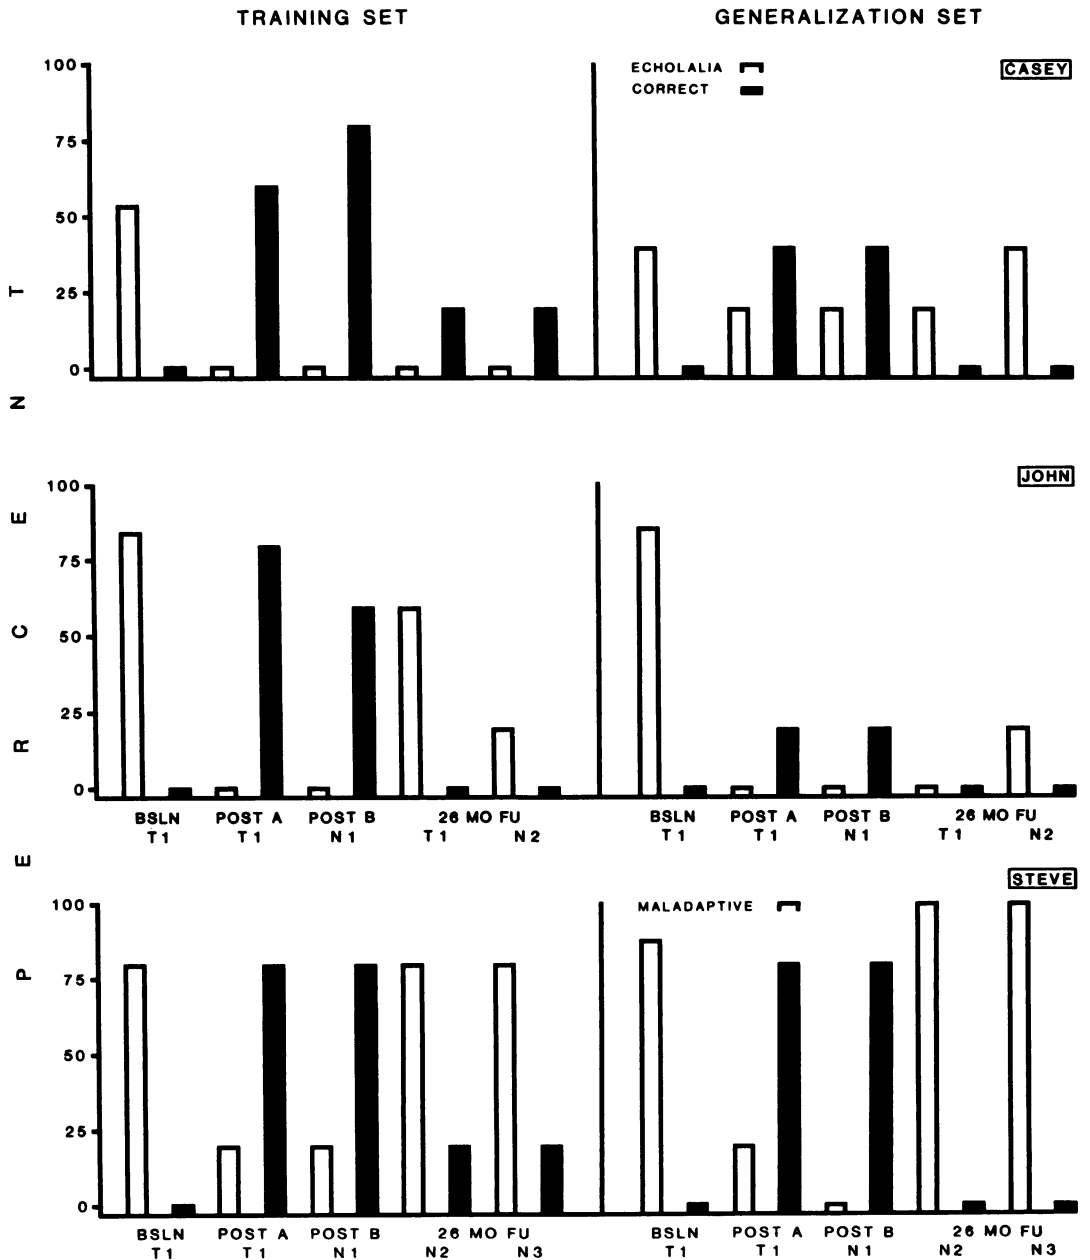 TRAINING SET GENERALIZATION SET
ECHOLALIA
CORRECT
CASEY
100
75
50
25
0
JOHN
100
75
50
25
0
BSLN POST A POST B 26 MO FU BSLN POST A POST B 26 MO FU
T1 T1 N1 T1 N2 T1 T1 N1 T1 N2
STEVE
MALADAPTIVE
100
75
50
25
0
BSLN POST A POST B 26 MO FU BSLN POST A POST B 26 MO FU
T1 T1 N1 N2 N3 T1 T1 N1 N2 N3
PERCENT